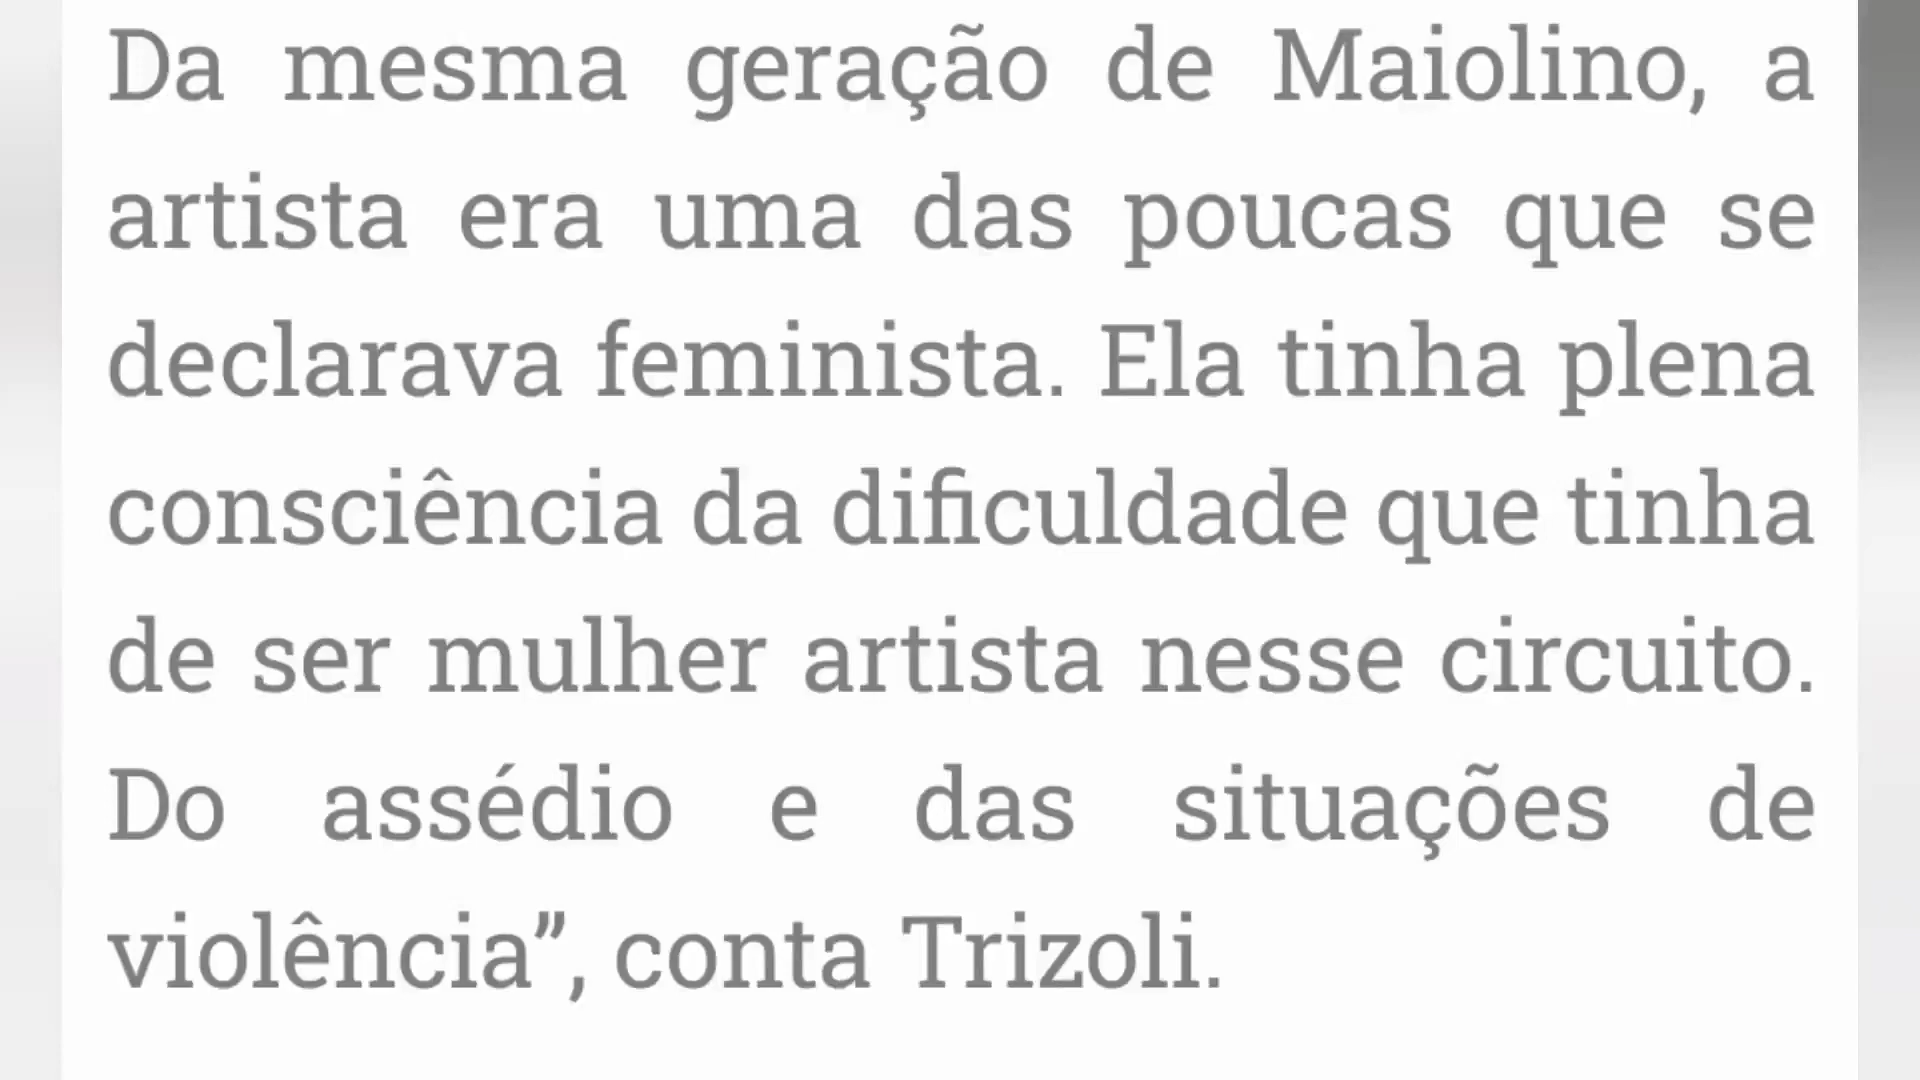 Da mesma geração de Maiolino, a
artista era uma das poucas que se
declarava feminista. Ela tinha plena
consciência da dificuldade que tinha
de ser mulher artista nesse circuito.
Do assédio e das situações de
violência”, conta Trizoli.